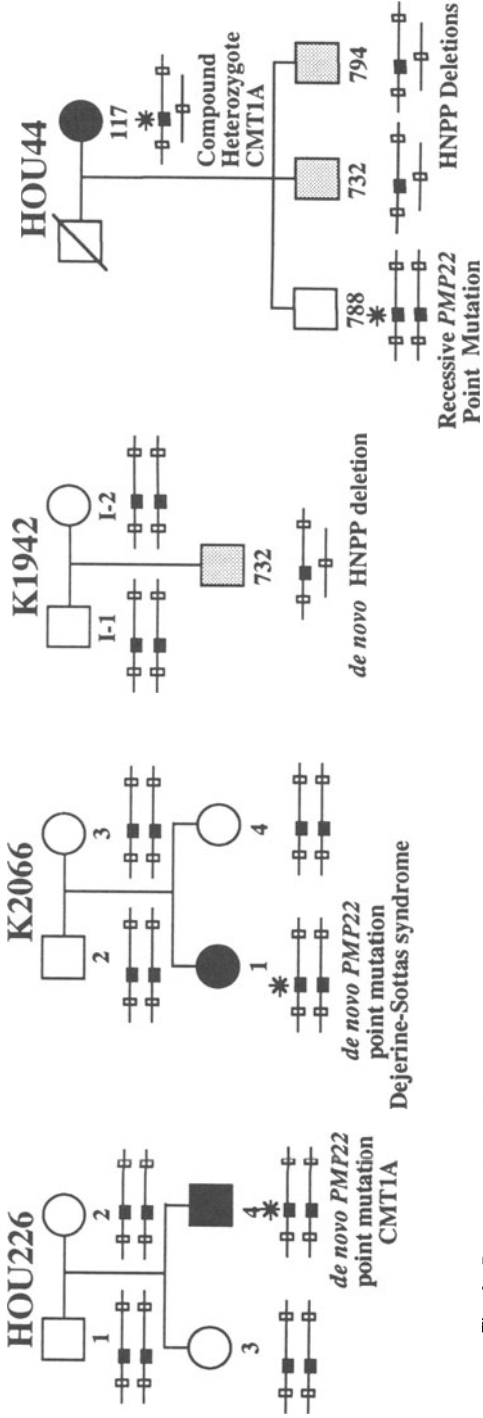 HOU226
1
2
3
4
de novo PMP22
point mutation
CMT1A
K2066
2
3
1
4
de novo PMP22
point mutation
Dejerine-Sottas syndrome
K1942
I-1
I-2
732
de novo HNPP deletion
HOU44
117
Compound
Heterozygote
CMT1A
788
732
794
Recessive PMP22
Point Mutation
HNPP Deletions